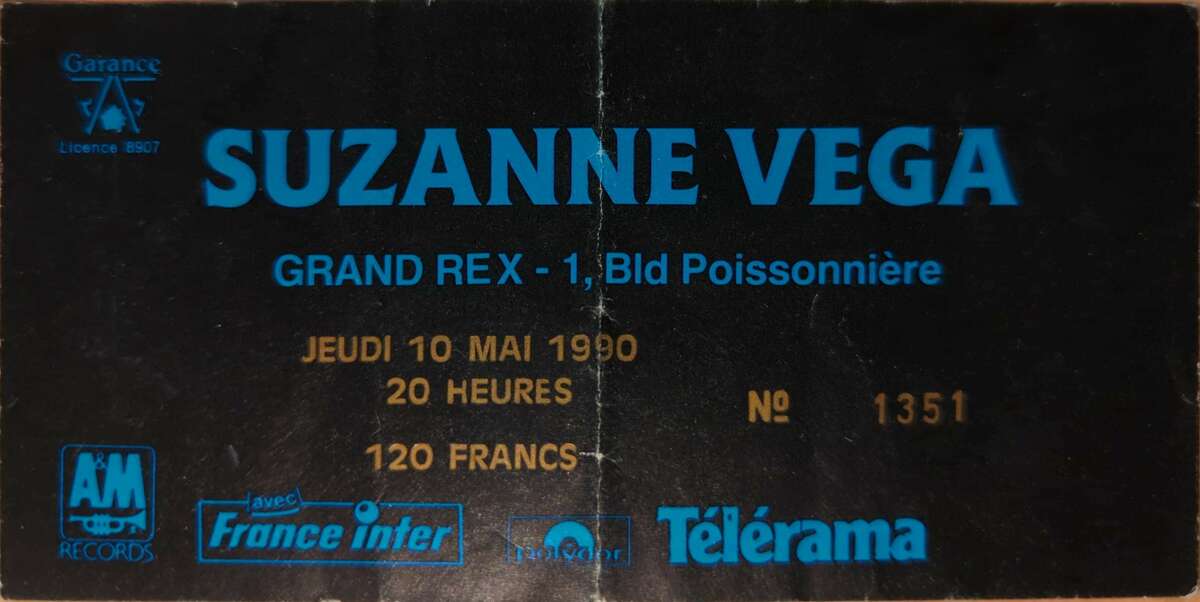 Garance
Licence 8907
SUZANNE VEGA
GRAND REX - 1, Bld Poissonnière
JEUDI 10 MAI 1990
20 HEURES
Nº 1351
120 FRANCS
A&M
RECORDS
avec
France inter
polydor
Télérama